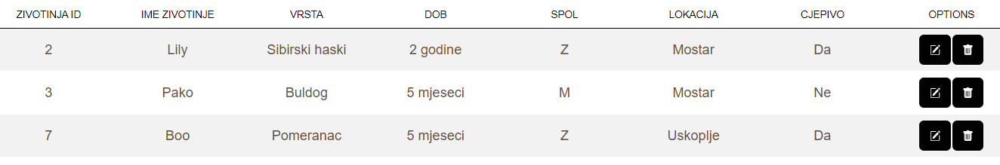 ZIVOTINJA ID IME ZIVOTINJE VRSTA DOB SPOL LOKACIJA CJEPIVO OPTIONS
2 Lily Sibirski haski 2 godine Z Mostar Da
3 Pako Buldog 5 mjeseci M Mostar Ne
7 Boo Pomeranac 5 mjeseci Z Uskoplje Da